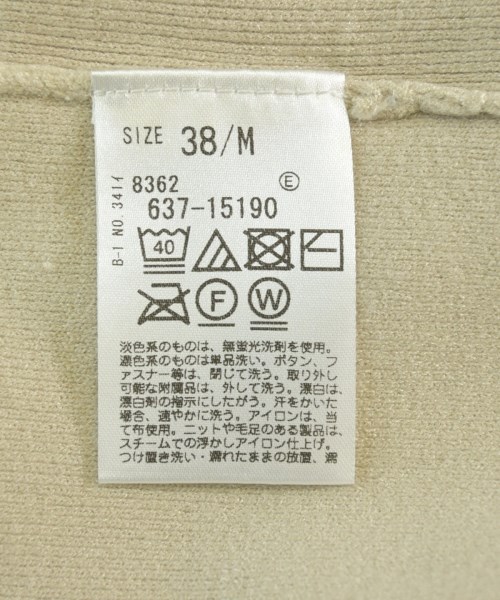 SIZE 38/M
8362 Ⓔ
637-15190
B-1 NO.341イ
40
F W
淡色系のものは、無蛍光洗剤を使用。
濃色系のものは単品洗い。ボタン、フ
ァスナー等は、閉じて洗う。取り外し
可能な附属品は、外して洗う。漂白は、
漂白剤の指示にしたがう。汗をかいた
場合、速やかに洗う。アイロンは、当
て布使用。ニットや毛足のある製品は、
スチームでの浮かしアイロン仕上げ。
つけ置き洗い・濡れたままの放置、濡